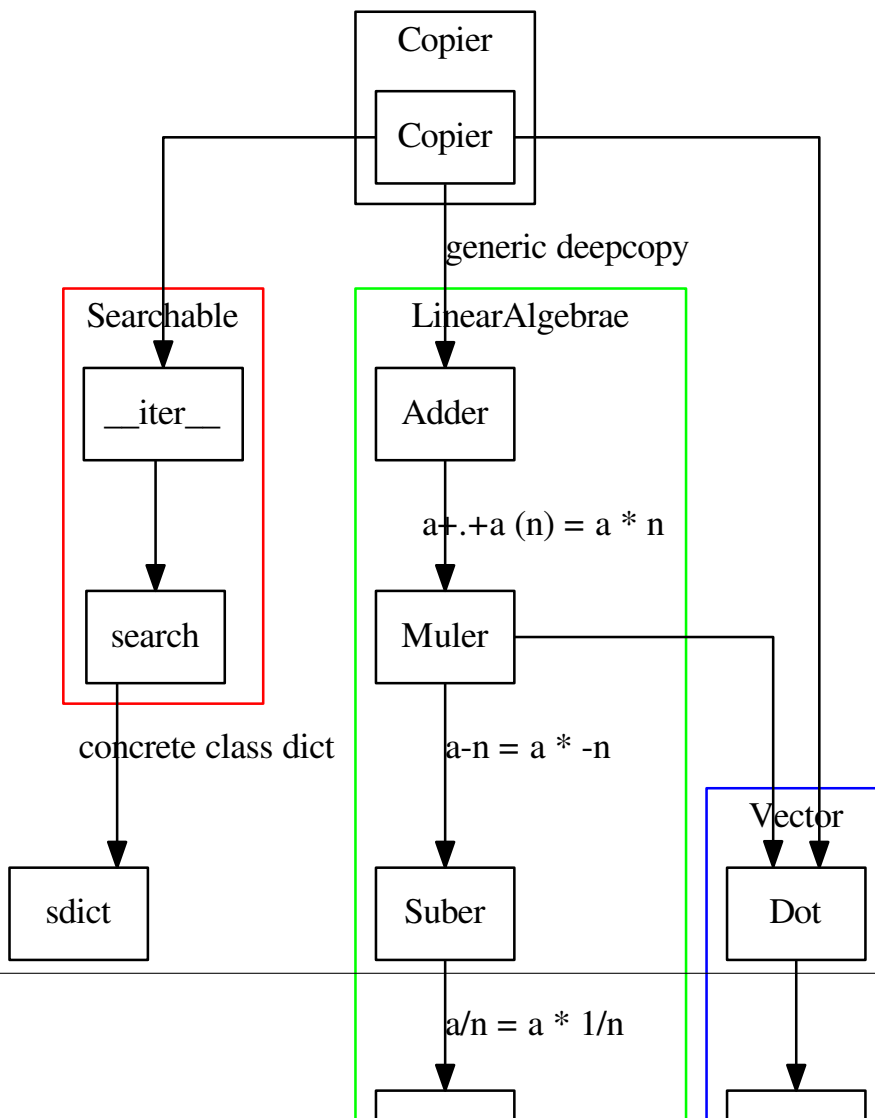 Copier
Copier
generic deepcopy
Searchable
LinearAlgebrae
__iter__
Adder
a+.+a (n) = a * n
search
Muler
concrete class dict
a-n = a * -n
Vector
sdict
Suber
Dot
a/n = a * 1/n